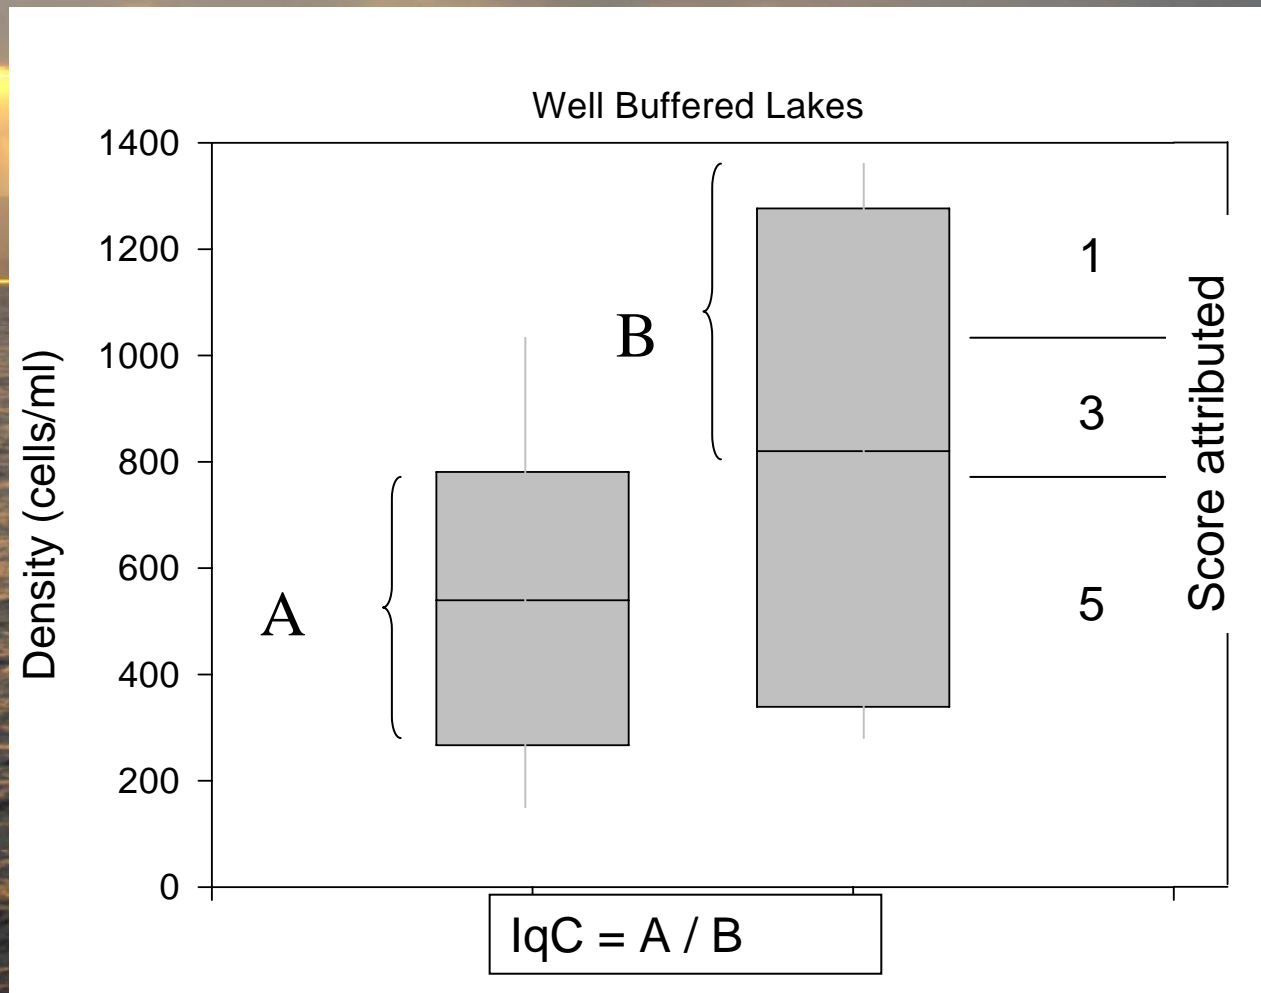 Well Buffered Lakes
1400
1200
1000
800
600
400
200
0
Density (cells/ml)
A
B
1
3
5
Score attributed
IqC = A / B